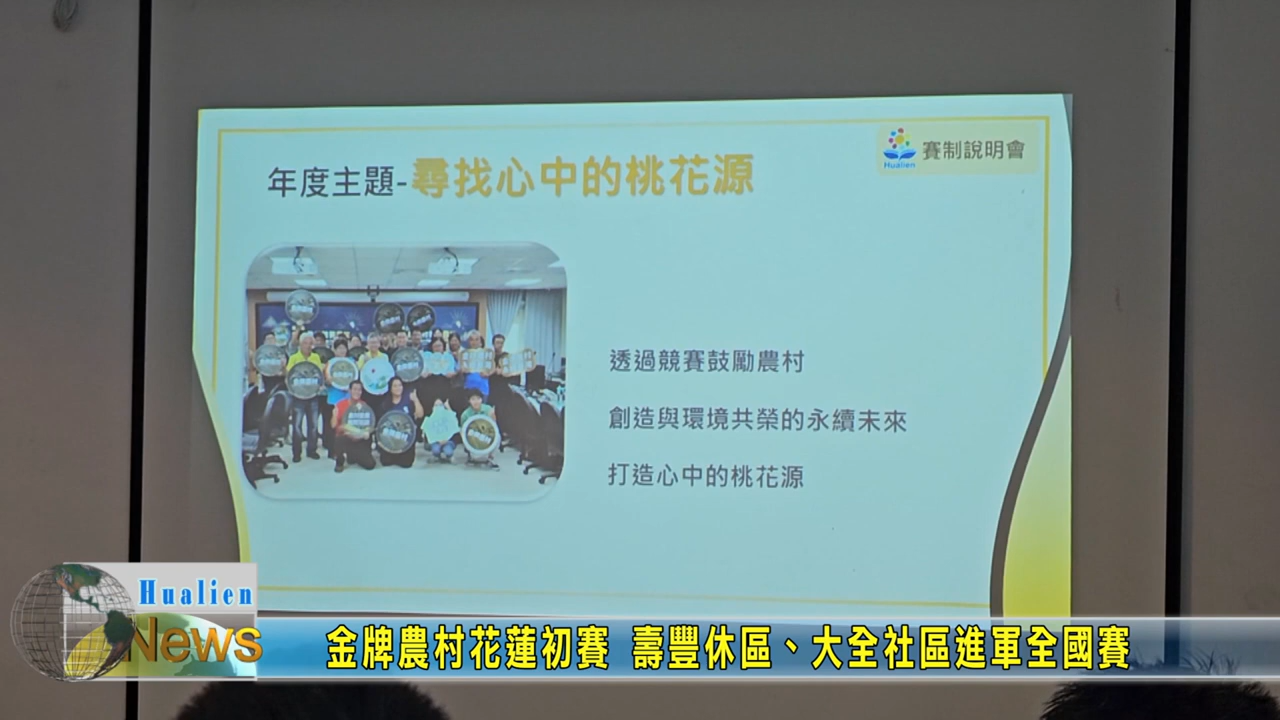 Hualien
賽制說明會
年度主題-尋找心中的桃花源
透過競賽鼓勵農村
創造與環境共榮的永續未來
打造心中的桃花源
Hualien
News
金牌農村花蓮初賽 壽豐休區、大全社區進軍全國賽